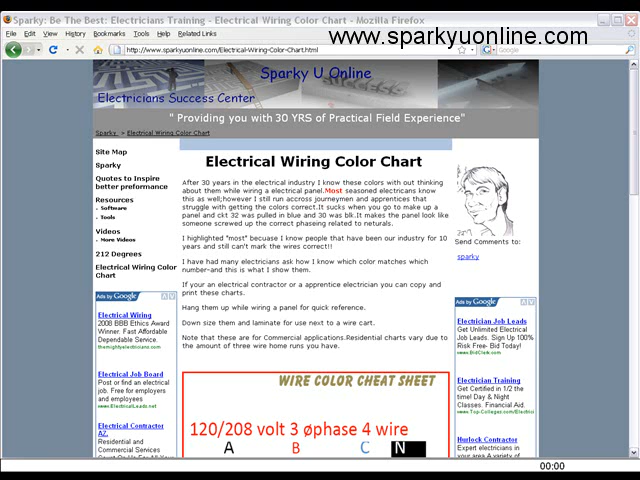 Sparky: Be The Best: Electricians Training - Electrical Wiring Color Chart - Mozilla Firefox
www.sparkyuonline.com
File Edit View History Bookmarks Tools Help Related Links
http://www.sparkyuonline.com/Electrical-Wiring-Color-Chart.html
Google
Sparky U Online
SUCCESS
Electricians Success Center
" Providing you with 30 YRS of Practical Field Experience"
Sparky > Electrical Wiring Color Chart
Site Map
Sparky
Quotes to Inspire
better preformance
Resources
- Software
- Tools
Videos
- More Videos
212 Degrees
Electrical Wiring Color
Chart
Ads by Google
Electrical Wiring
2008 BBB Ethics Award
Winner. Fast Affordable
Dependable Service.
themightyelectricians.com
Electrical Job Board
Post or find an electrical
job. Free for employers
and employees
www.ElectricalLeads.net
Electrical Contractor
AZ.
Residential and
Commercial Services
Electrical Wiring Color Chart
After 30 years in the electrical industry I know these colors with out thinking
about them while wiring a electrical panel.Most seasoned electricians know
this as well;however I still run accross journeymen and apprentices that
struggle with getting the colors correct.It sucks when you go to make up a
panel and ckt 32 was pulled in blue and 30 was blk.It makes the panel look like
someone screwed up the correct phaseing related to neturals.
I highlighted "most" becuase I know people that have been our industry for 10
years and still can't mark the wires correct!!
I have had many electricians ask how I know which color matches which
number–and this is what I show them.
If your an electrical contractor or a apprentice electrician you can copy and
print these charts.
Hang them up while wiring a panel for quick reference.
Down size them and laminate for use next to a wire cart.
Note that these are for Commercial applications.Residential charts vary due to
the amount of three wire home runs you have.
WIRE COLOR CHEAT SHEET
120/208 volt 3 øphase 4 wire
A B C N
Send Comments to:
sparky
Ads by Google
Electrician Job Leads
Get Unlimited Electrical
Job Leads. Sign Up 100%
Risk Free- Bid Today!
www.BidClerk.com
Electrician Training
Get Certified in 1/2 the
time! Day & Night
Classes. Financial Aid.
www.Top-Colleges.com/Electrici
Hurlock Contractor
Expert electricians in
your area A variety of
00:00